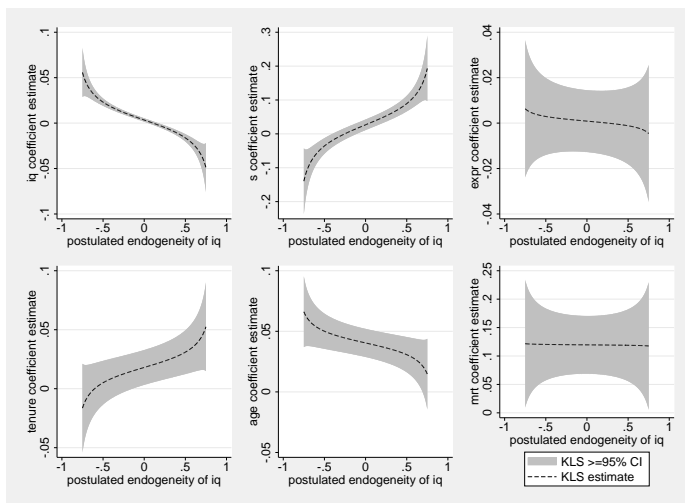 iq coefficient estimate
.1
.05
0
-.05
-.1
-1 -.5 0 .5 1
postulated endogeneity of iq
s coefficient estimate
.3
.2
.1
0
-.1
-.2
-1 -.5 0 .5 1
postulated endogeneity of iq
expr coefficient estimate
.04
.02
0
-.02
-.04
-1 -.5 0 .5 1
postulated endogeneity of iq
tenure coefficient estimate
.1
.05
0
-.05
-1 -.5 0 .5 1
postulated endogeneity of iq
age coefficient estimate
.1
.05
0
-.05
-1 -.5 0 .5 1
postulated endogeneity of iq
mrt coefficient estimate
.25
.2
.15
.1
.05
0
-1 -.5 0 .5 1
postulated endogeneity of iq
KLS >=95% CI
KLS estimate